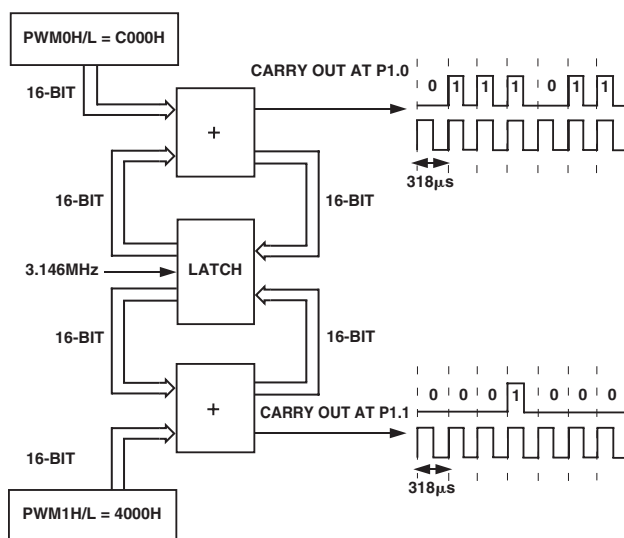 PWM0H/L = C000H
16-BIT
CARRY OUT AT P1.0
0 1 1 1 0 1 1
+
318µs
16-BIT
16-BIT
3.146MHz
LATCH
16-BIT
16-BIT
0 0 0 1 0 0 0
+
CARRY OUT AT P1.1
16-BIT
318µs
PWM1H/L = 4000H